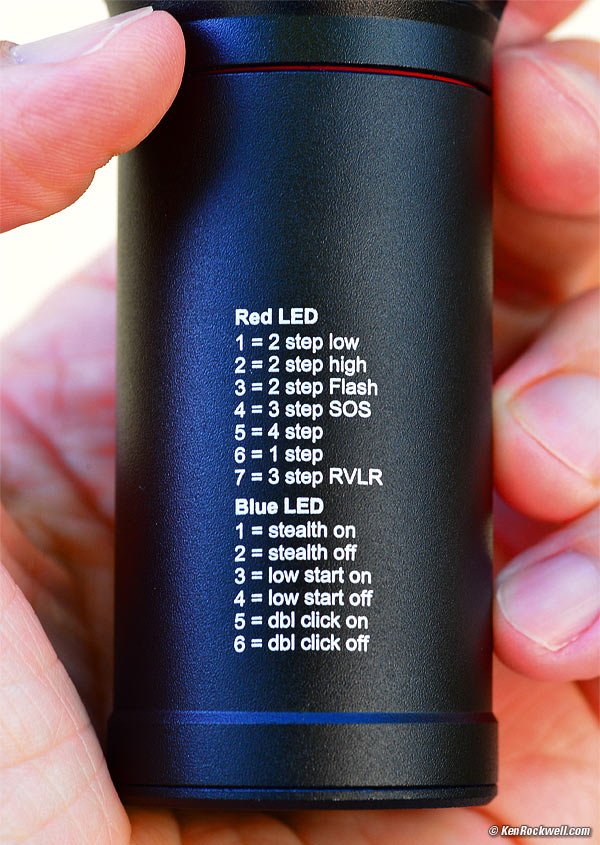 Red LED
1 = 2 step low
2 = 2 step high
3 = 2 step Flash
4 = 3 step SOS
5 = 4 step
6 = 1 step
7 = 3 step RVLR
Blue LED
1 = stealth on
2 = stealth off
3 = low start on
4 = low start off
5 = dbl click on
6 = dbl click off
© KenRockwell.com